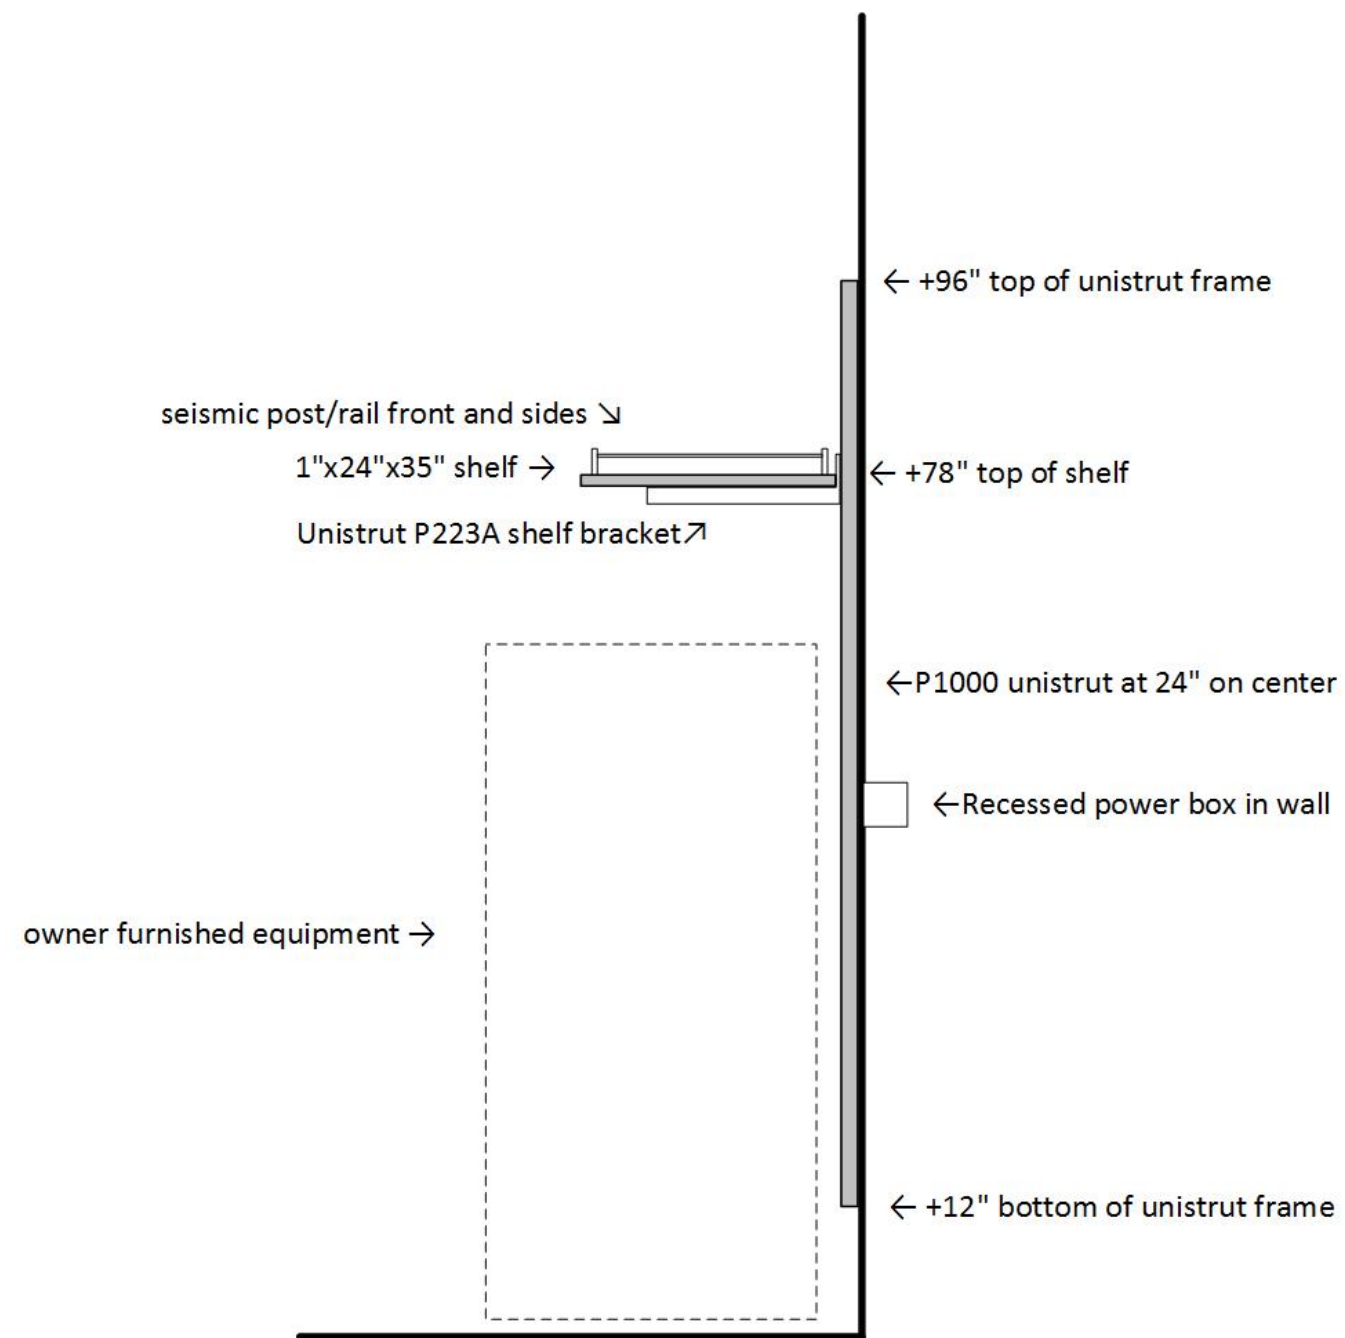 ← +96" top of unistrut frame
seismic post/rail front and sides ↘
1"x24"x35" shelf →
← +78" top of shelf
Unistrut P223A shelf bracket↗
←P1000 unistrut at 24" on center
←Recessed power box in wall
owner furnished equipment →
← +12" bottom of unistrut frame